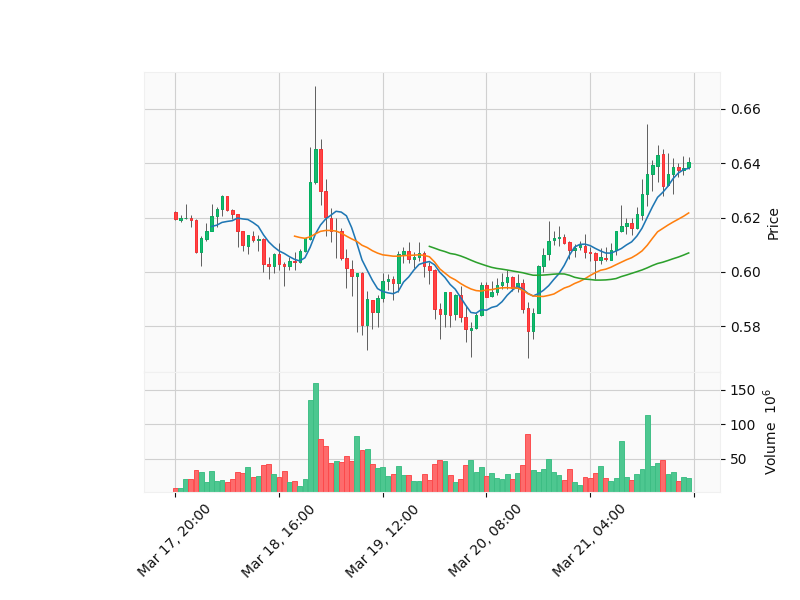 0.66
0.64
0.62
0.60
0.58
Price
150
100
50
Volume 10^6
Mar 17, 20:00
Mar 18, 16:00
Mar 19, 12:00
Mar 20, 08:00
Mar 21, 04:00